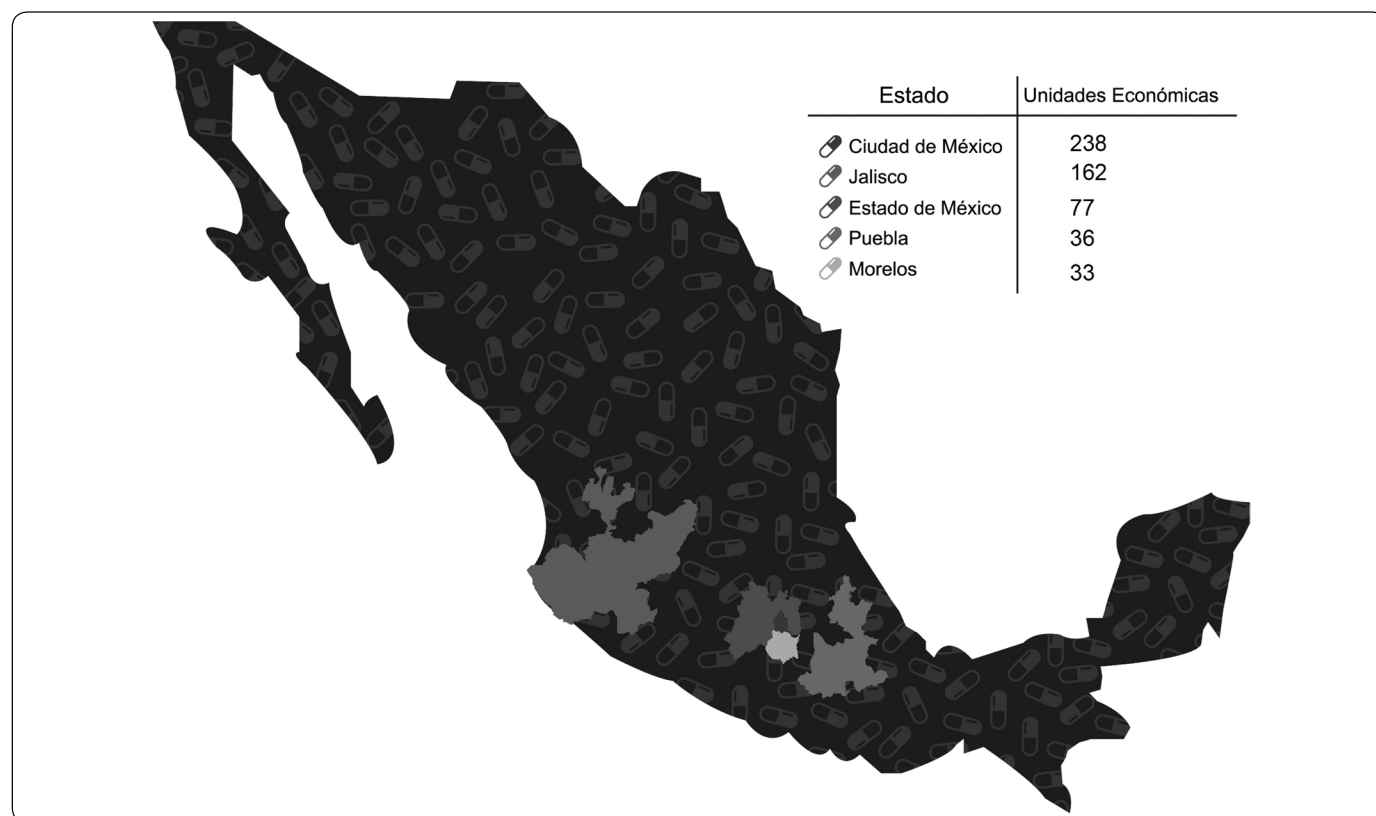 Estado Unidades Económicas
Ciudad de México 238
Jalisco 162
Estado de México 77
Puebla 36
Morelos 33